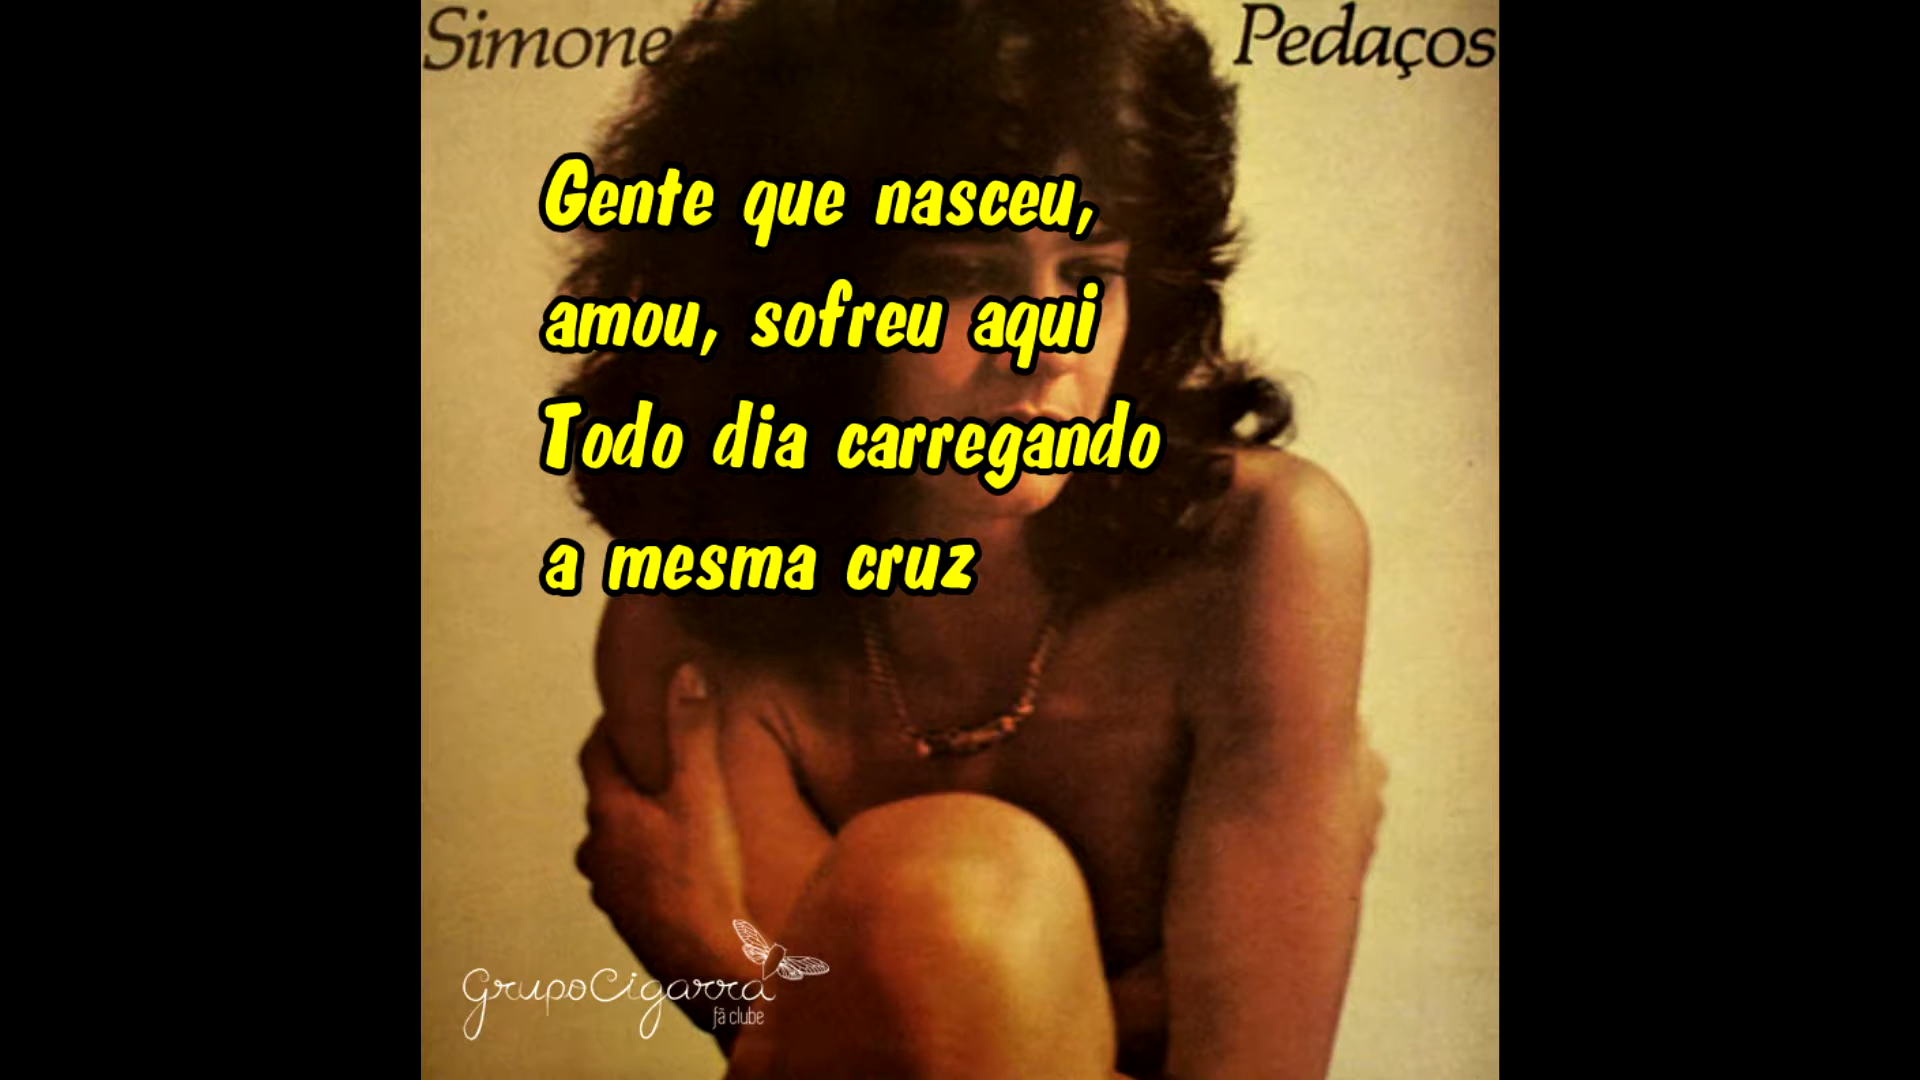 Simone
Pedaços
Gente que nasceu,
amou, sofreu aqui
Todo dia carregando
a mesma cruz
GrupoCigarra
fã clube